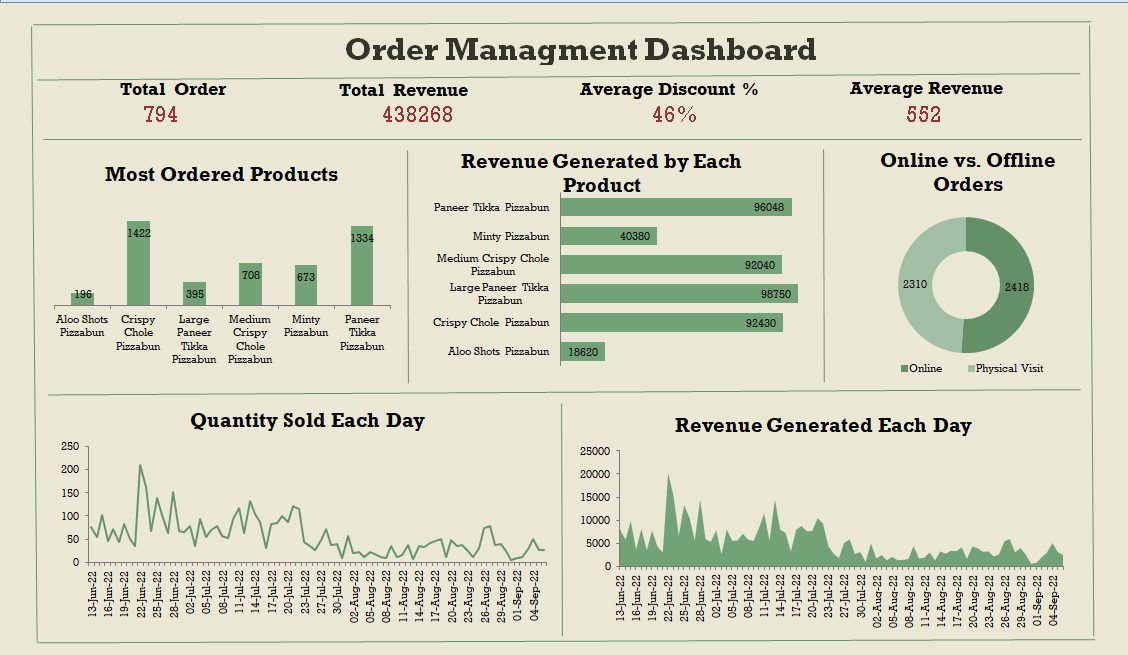 Order Managment Dashboard
Total Order
Total Revenue
Average Discount %
Average Revenue
794
438268
46%
552
Most Ordered Products
196
1422
395
708
673
1334
Aloo Shots
Pizzabun
Crispy
Chole
Pizzabun
Large
Paneer
Tikka
Pizzabun
Medium
Crispy
Chole
Pizzabun
Minty
Pizzabun
Paneer
Tikka
Pizzabun
Revenue Generated by Each
Product
Paneer Tikka Pizzabun
96048
Minty Pizzabun
40380
Medium Crispy Chole
Pizzabun
92040
Large Paneer Tikka
Pizzabun
98750
Crispy Chole Pizzabun
92430
Aloo Shots Pizzabun
18620
Online vs. Offline
Orders
2310
2418
Online
Physical Visit
Quantity Sold Each Day
250
200
150
100
50
0
13-Jun-22
16-Jun-22
19-Jun-22
22-Jun-22
25-Jun-22
28-Jun-22
02-Jul-22
05-Jul-22
08-Jul-22
11-Jul-22
14-Jul-22
17-Jul-22
20-Jul-22
23-Jul-22
27-Jul-22
30-Jul-22
02-Aug-22
05-Aug-22
08-Aug-22
11-Aug-22
14-Aug-22
17-Aug-22
20-Aug-22
23-Aug-22
26-Aug-22
29-Aug-22
01-Sep-22
04-Sep-22
Revenue Generated Each Day
25000
20000
15000
10000
5000
0
13-Jun-22
16-Jun-22
19-Jun-22
22-Jun-22
25-Jun-22
28-Jun-22
02-Jul-22
05-Jul-22
08-Jul-22
11-Jul-22
14-Jul-22
17-Jul-22
20-Jul-22
23-Jul-22
27-Jul-22
30-Jul-22
02-Aug-22
05-Aug-22
08-Aug-22
11-Aug-22
14-Aug-22
17-Aug-22
20-Aug-22
23-Aug-22
26-Aug-22
29-Aug-22
01-Sep-22
04-Sep-22